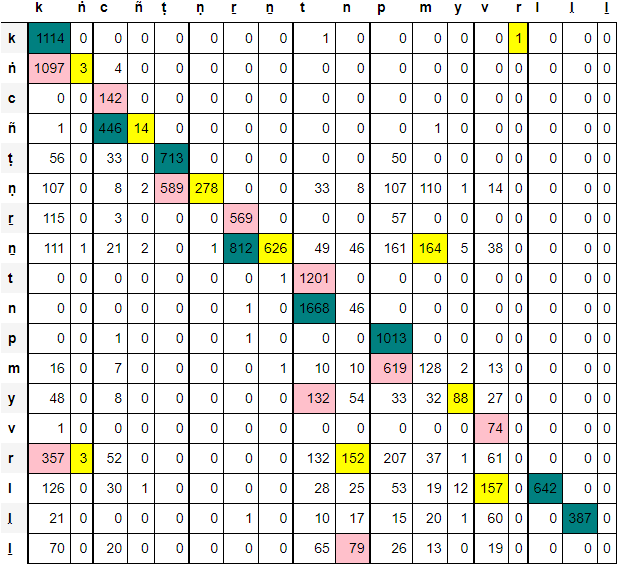 k ṅ c ñ ṭ ṇ ṟ ṉ t n p m y v r l ḷ ḻ
k 1114 0 0 0 0 0 0 0 1 0 0 0 0 0 1 0 0 0
ṅ 1097 3 4 0 0 0 0 0 0 0 0 0 0 0 0 0 0 0
c 0 0 142 0 0 0 0 0 0 0 0 0 0 0 0 0 0 0
ñ 1 0 446 14 0 0 0 0 0 0 0 1 0 0 0 0 0 0
ṭ 56 0 33 0 713 0 0 0 0 0 50 0 0 0 0 0 0 0
ṇ 107 0 8 2 589 278 0 0 33 8 107 110 1 14 0 0 0 0
ṟ 115 0 3 0 0 0 569 0 0 0 57 0 0 0 0 0 0 0
ṉ 111 1 21 2 0 1 812 626 49 46 161 164 5 38 0 0 0 0
t 0 0 0 0 0 0 0 1 1201 0 0 0 0 0 0 0 0 0
n 0 0 0 0 0 0 1 0 1668 46 0 0 0 0 0 0 0 0
p 0 0 1 0 0 0 1 0 0 0 1013 0 0 0 0 0 0 0
m 16 0 7 0 0 0 0 1 10 10 619 128 2 13 0 0 0 0
y 48 0 8 0 0 0 0 0 132 54 33 32 88 27 0 0 0 0
v 1 0 0 0 0 0 0 0 0 0 0 0 0 74 0 0 0 0
r 357 3 52 0 0 0 0 0 132 152 207 37 1 61 0 0 0 0
l 126 0 30 1 0 0 0 0 28 25 53 19 12 157 0 642 0 0
ḷ 21 0 0 0 0 0 1 0 10 17 15 20 1 60 0 0 387 0
ḻ 70 0 20 0 0 0 0 0 65 79 26 13 0 19 0 0 0 0